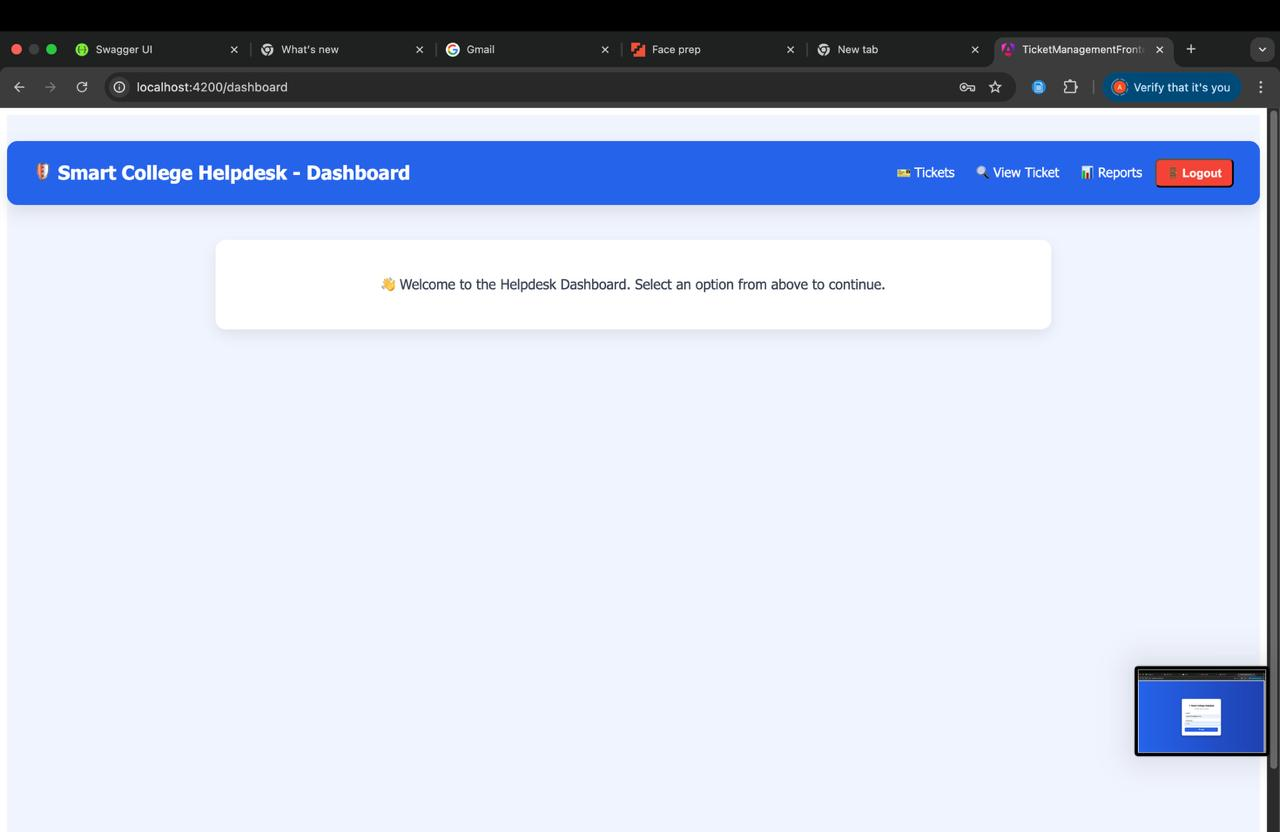 Swagger UI
What's new
Gmail
Face prep
New tab
TicketManagementFront
localhost:4200/dashboard
Verify that it's you
Smart College Helpdesk - Dashboard
Tickets
View Ticket
Reports
Logout
👋 Welcome to the Helpdesk Dashboard. Select an option from above to continue.